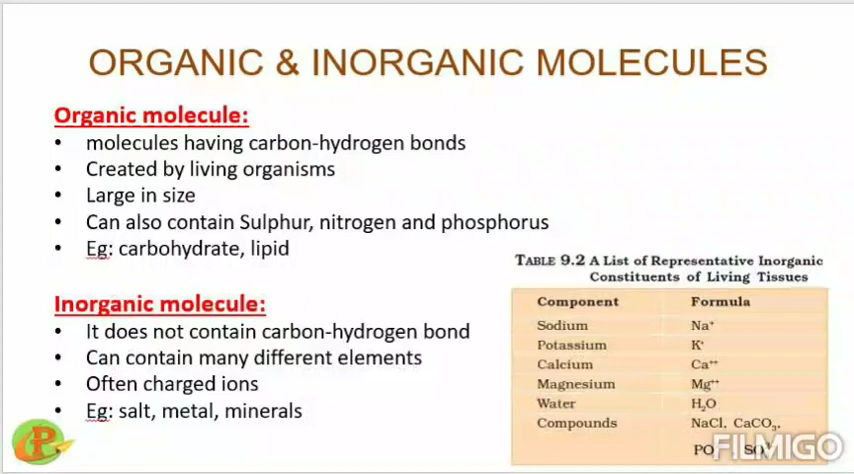 ORGANIC & INORGANIC MOLECULES
Organic molecule:
• molecules having carbon-hydrogen bonds
• Created by living organisms
• Large in size
• Can also contain Sulphur, nitrogen and phosphorus
• Eg: carbohydrate, lipid
Inorganic molecule:
• It does not contain carbon-hydrogen bond
• Can contain many different elements
• Often charged ions
• Eg: salt, metal, minerals
TABLE 9.2 A List of Representative Inorganic
Constituents of Living Tissues
Component Formula
Sodium Na⁺
Potassium K⁺
Calcium Ca⁺⁺
Magnesium Mg⁺⁺
Water H₂O
Compounds NaCl, CaCO₃,
PO SO
FILMIGO
P